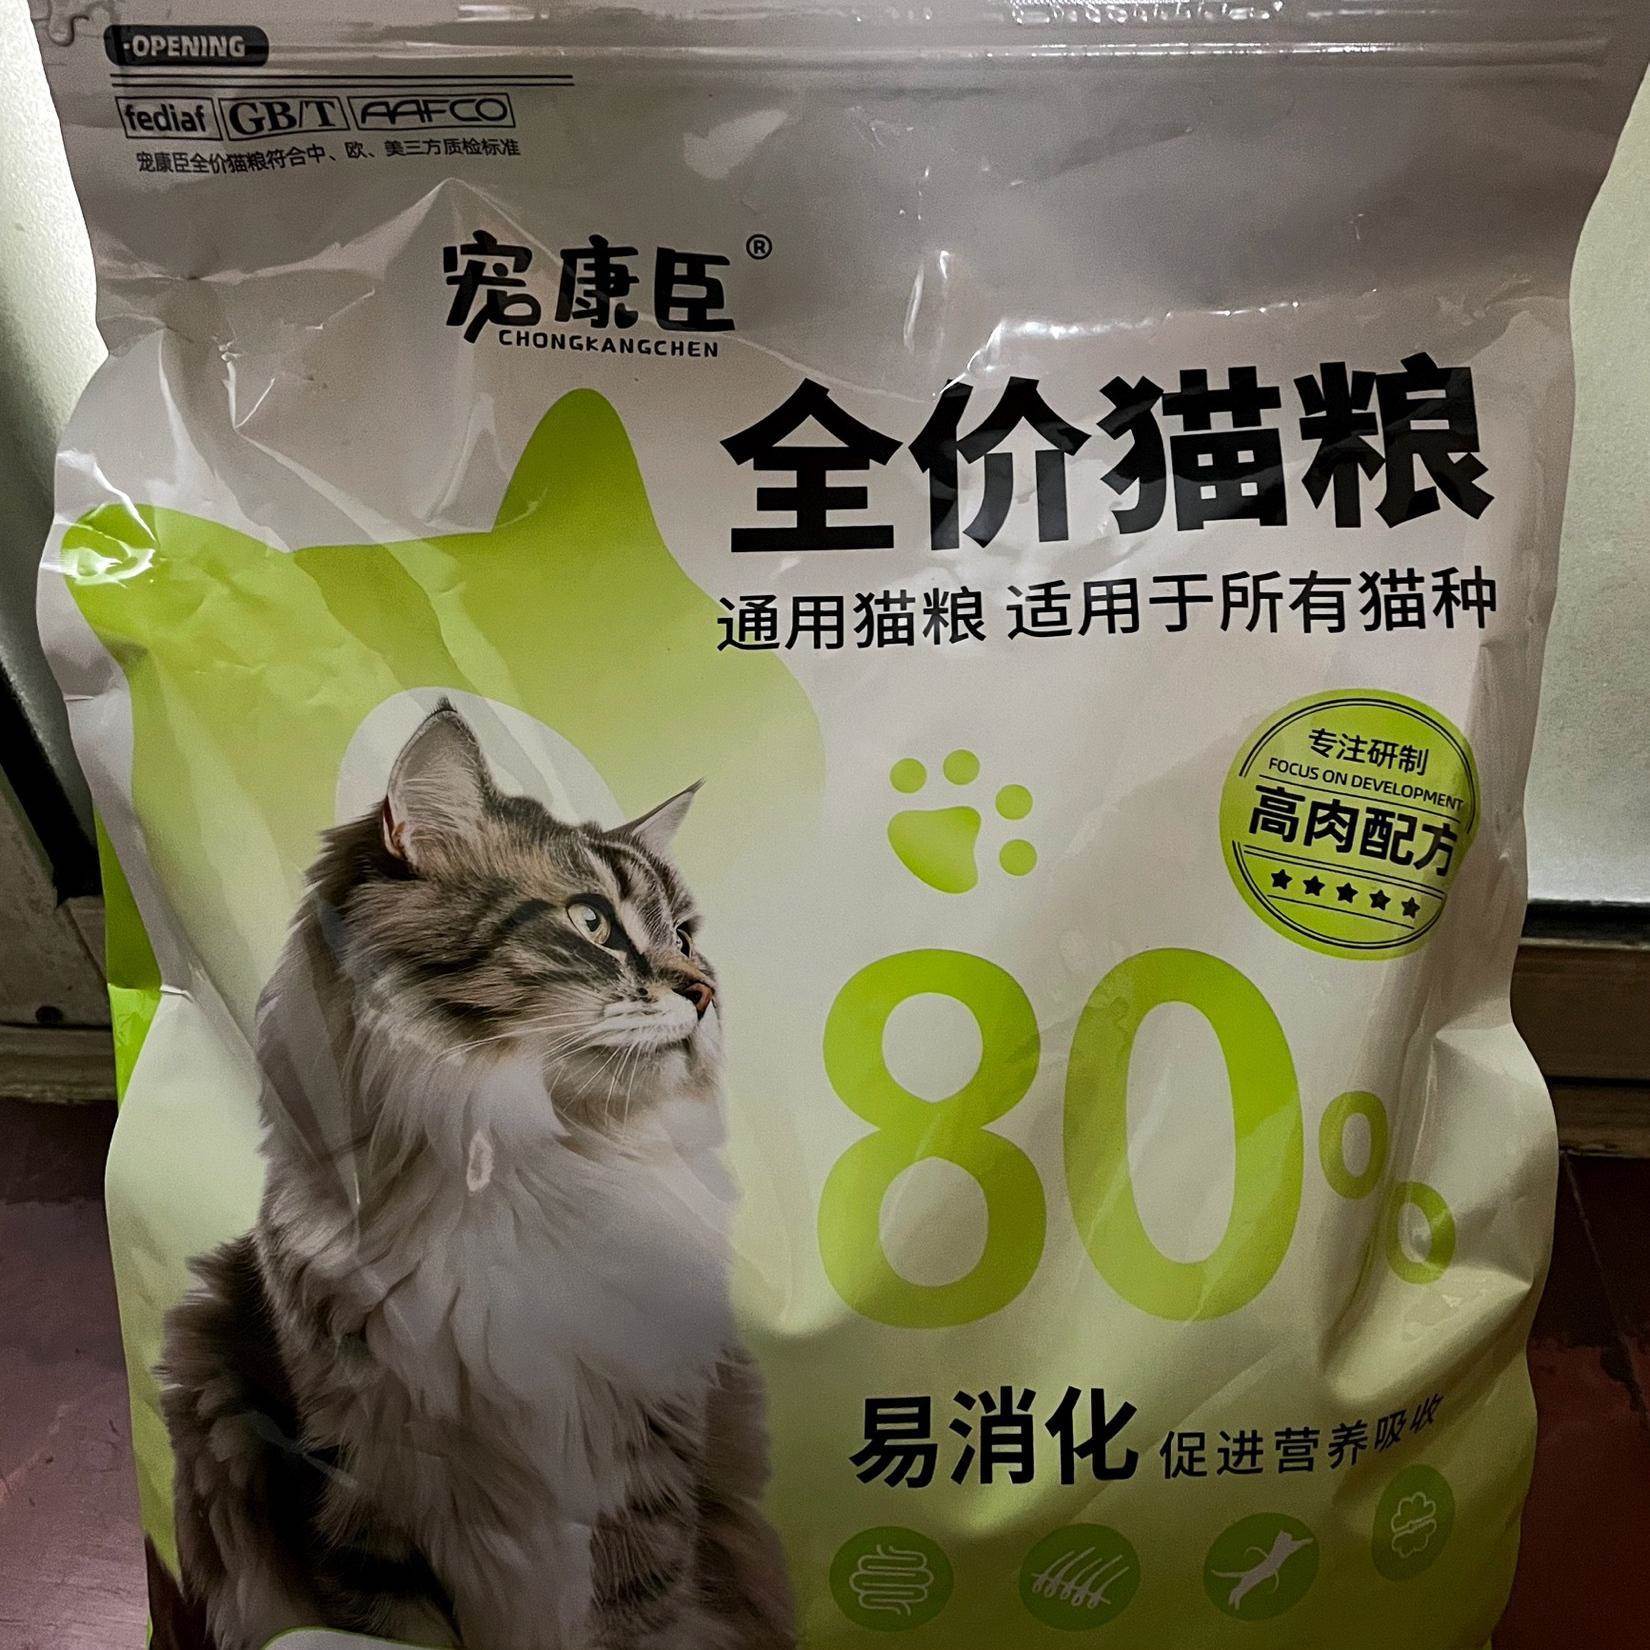 ·OPENING
fediaf GB/T AAFCO
宠康臣全价猫粮符合中、欧、美三方质检标准
宠康臣®
CHONGKANGCHEN
全价猫粮
通用猫粮 适用于所有猫种
专注研制
FOCUS ON DEVELOPMENT
高肉配方
80%
易消化 促进营养吸收